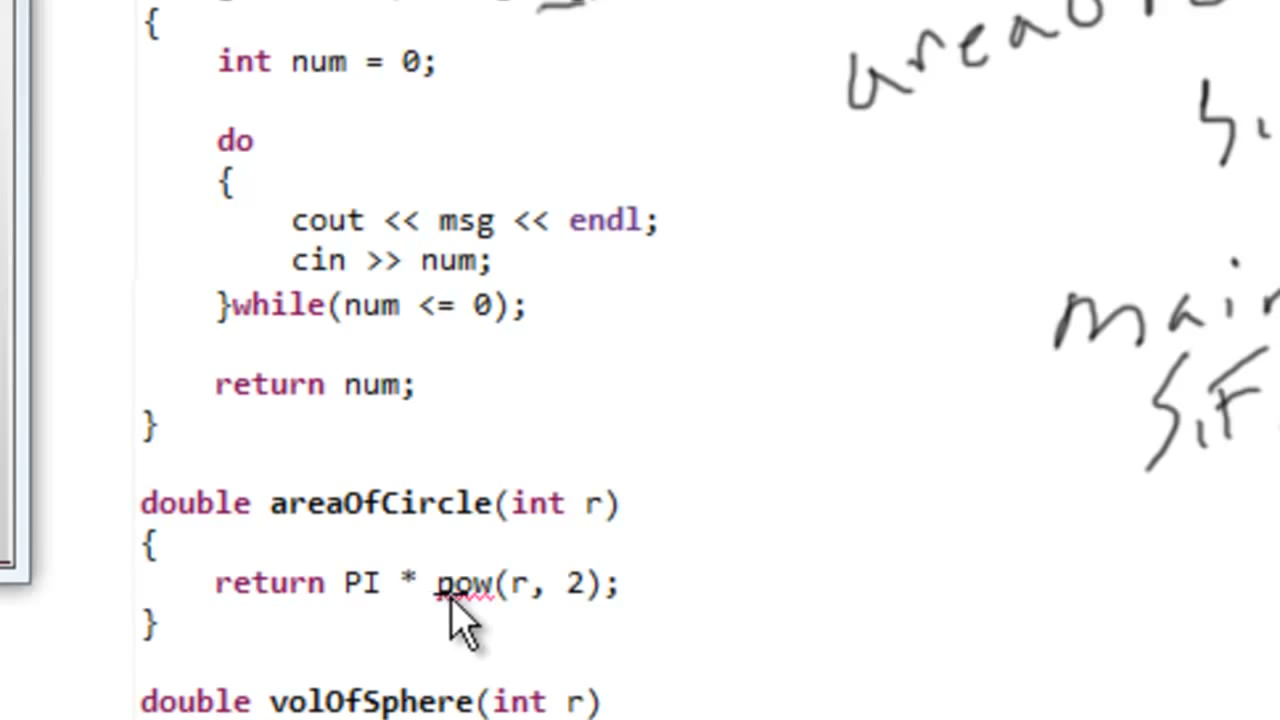 {
int num = 0;
do
{
cout << msg << endl;
cin >> num;
}while(num <= 0);
return num;
}
double areaOfCircle(int r)
{
return PI * pow(r, 2);
}
double volOfSphere(int r)